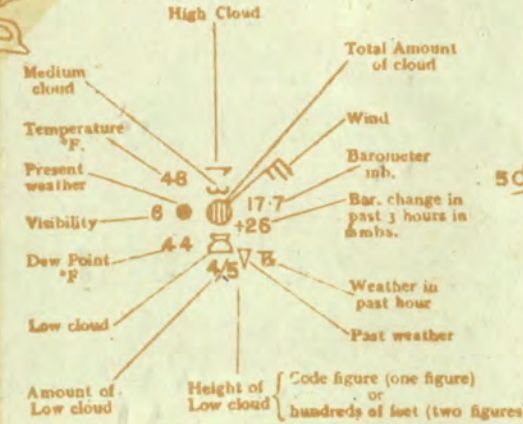 High Cloud
Total Amount
of cloud
Medium
cloud
Wind
Temperature
°F.
Barometer
mb.
48
Present
weather
50
17.7
Bar. change in
past 3 hours in
Visibility
6
+26
Dew Point
°F
44
4/5
Weather in
past hour
Low cloud
Past weather
Amount of
Low cloud
Height of
Low cloud
Code figure (one figure)
or
hundreds of feet (two figures